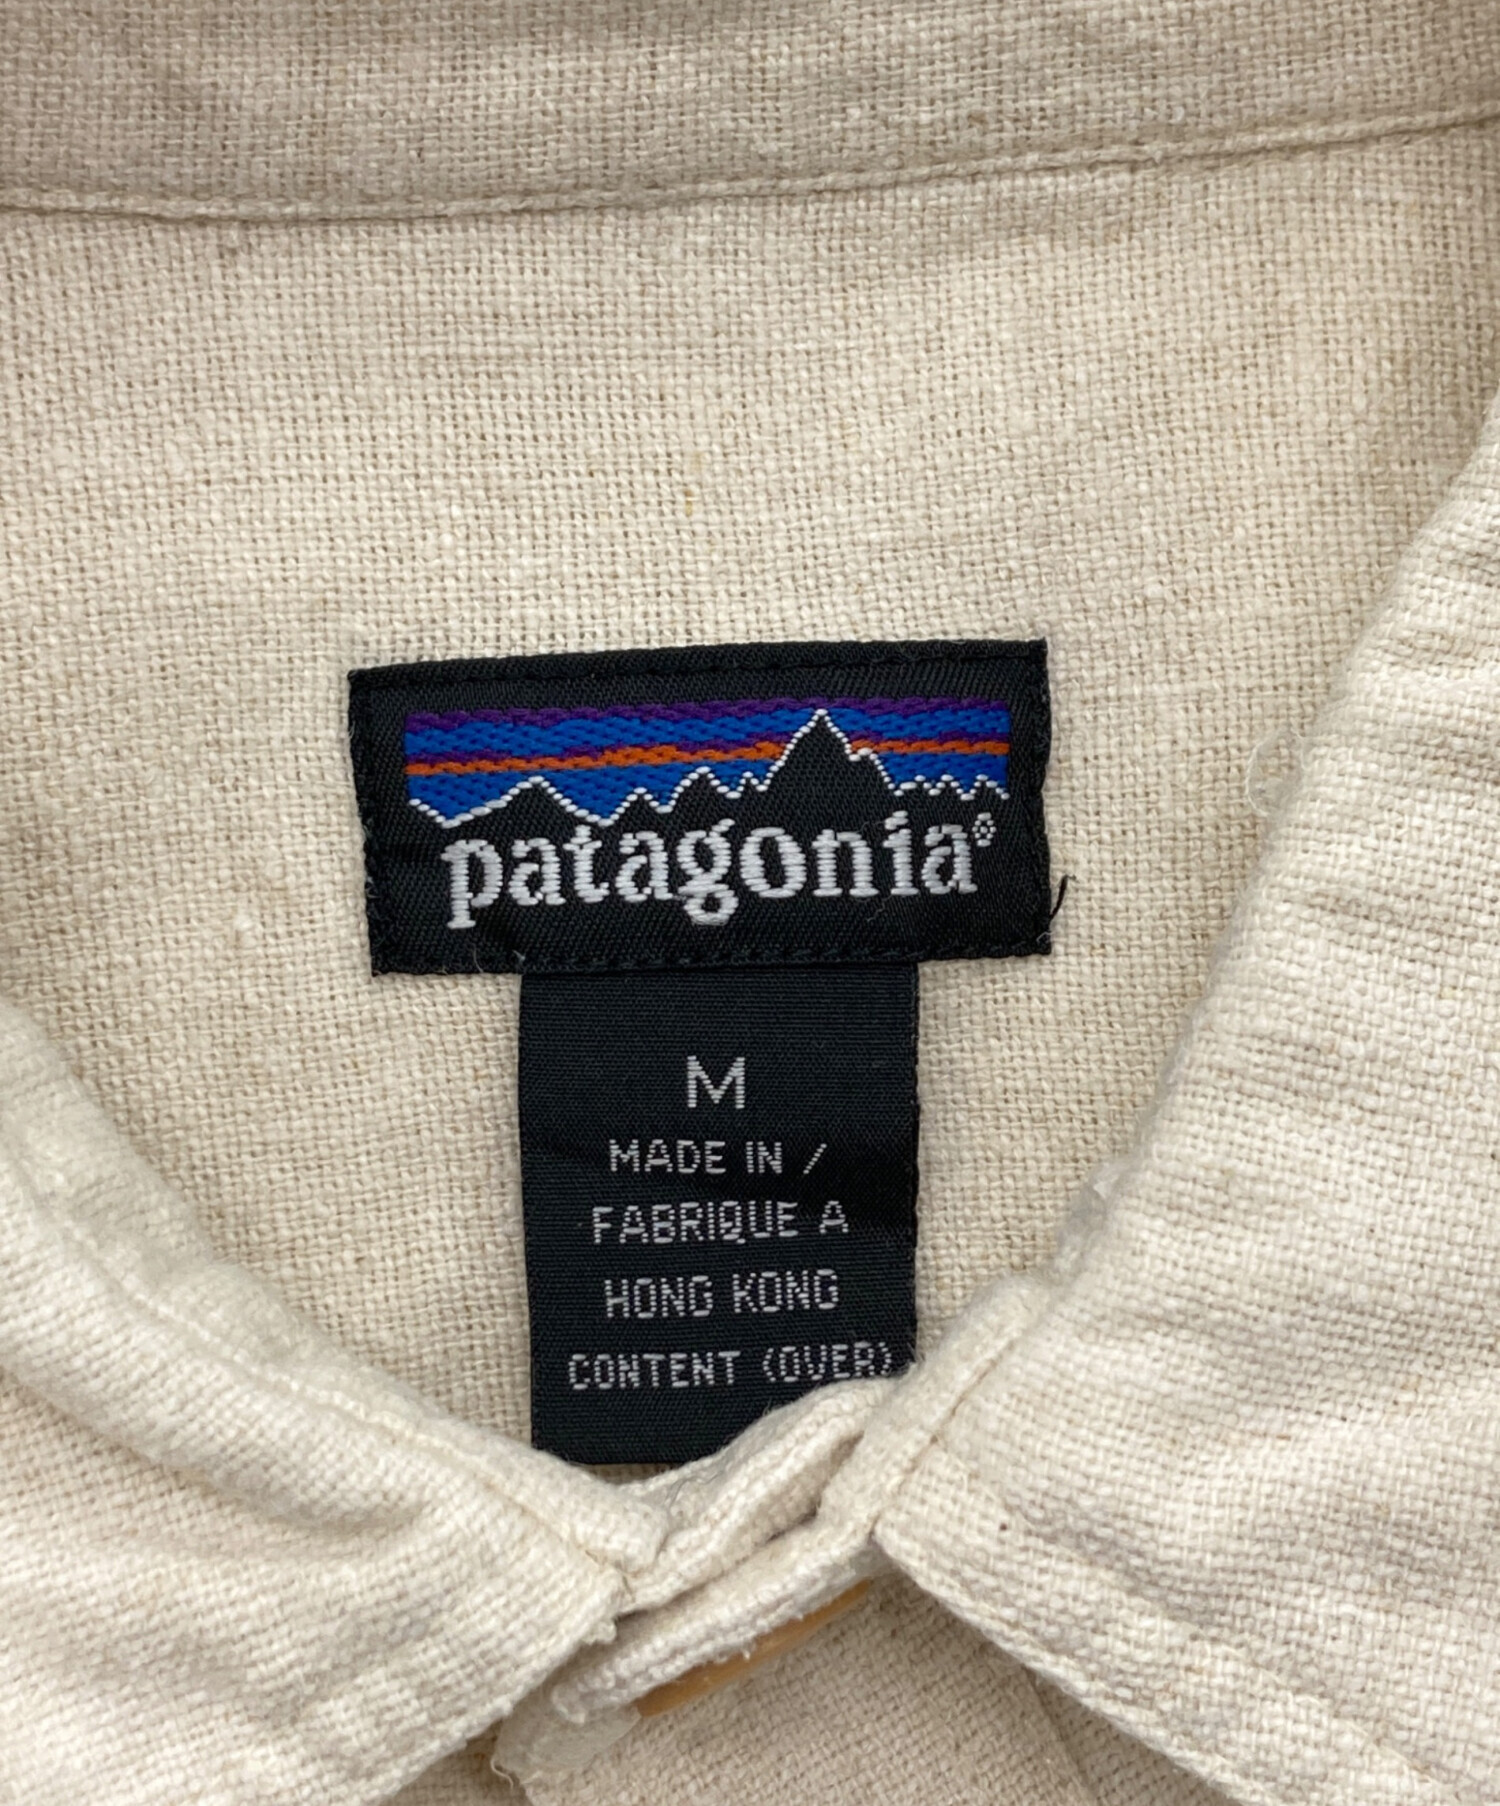 patagonia®
M
MADE IN /
FABRIQUE A
HONG KONG
CONTENT (OVER)